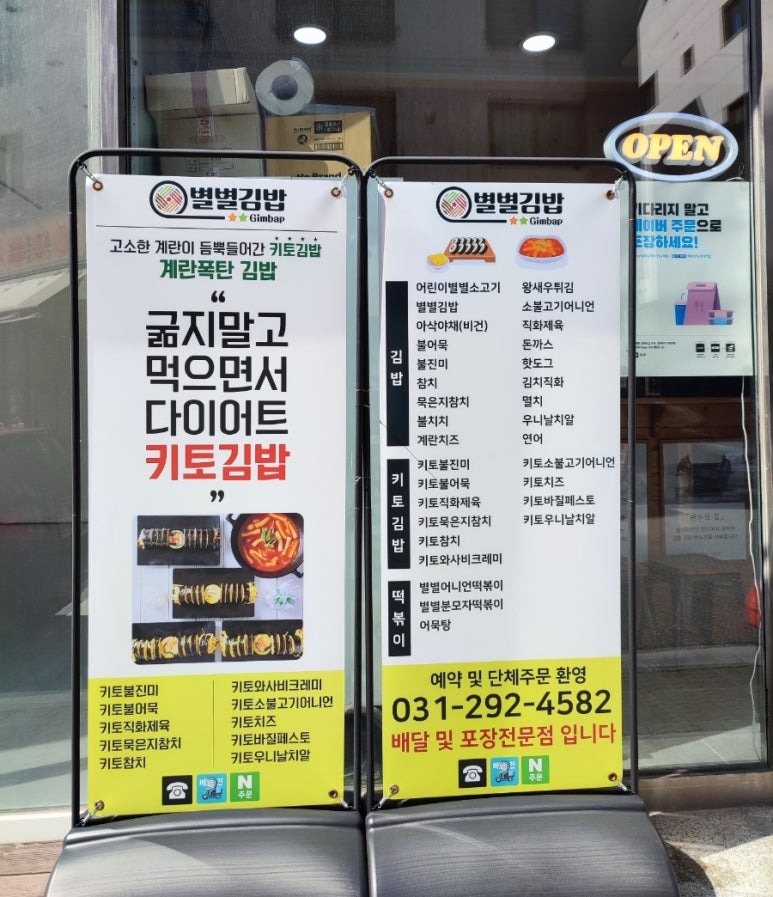 별별김밥
Gimbap
고소한 계란이 듬뿍들어간 키토김밥
계란폭탄 김밥
“
굶지말고
먹으면서
다이어트
키토김밥
”
키토불진미
키토불어묵
키토직화제육
키토묵은지참치
키토참치
키토와사비크레미
키토소불고기어니언
키토치즈
키토바질페스토
키토우니날치알
배민
N
주문
별별김밥
Gimbap
김밥
어린이별별소고기
별별김밥
아삭야채(비건)
불어묵
불진미
참치
묵은지참치
불치치
계란치즈
왕새우튀김
소불고기어니언
직화제육
돈까스
핫도그
김치직화
멸치
우니날치알
연어
키토김밥
키토불진미
키토불어묵
키토직화제육
키토묵은지참치
키토참치
키토와사비크레미
키토소불고기어니언
키토치즈
키토바질페스토
키토우니날치알
떡볶이
별별어니언떡볶이
별별분모자떡볶이
어묵탕
예약 및 단체주문 환영
031-292-4582
배달 및 포장전문점 입니다
N
주문
OPEN
기다리지 말고
네이버 주문으로
포장하세요!
No Brand